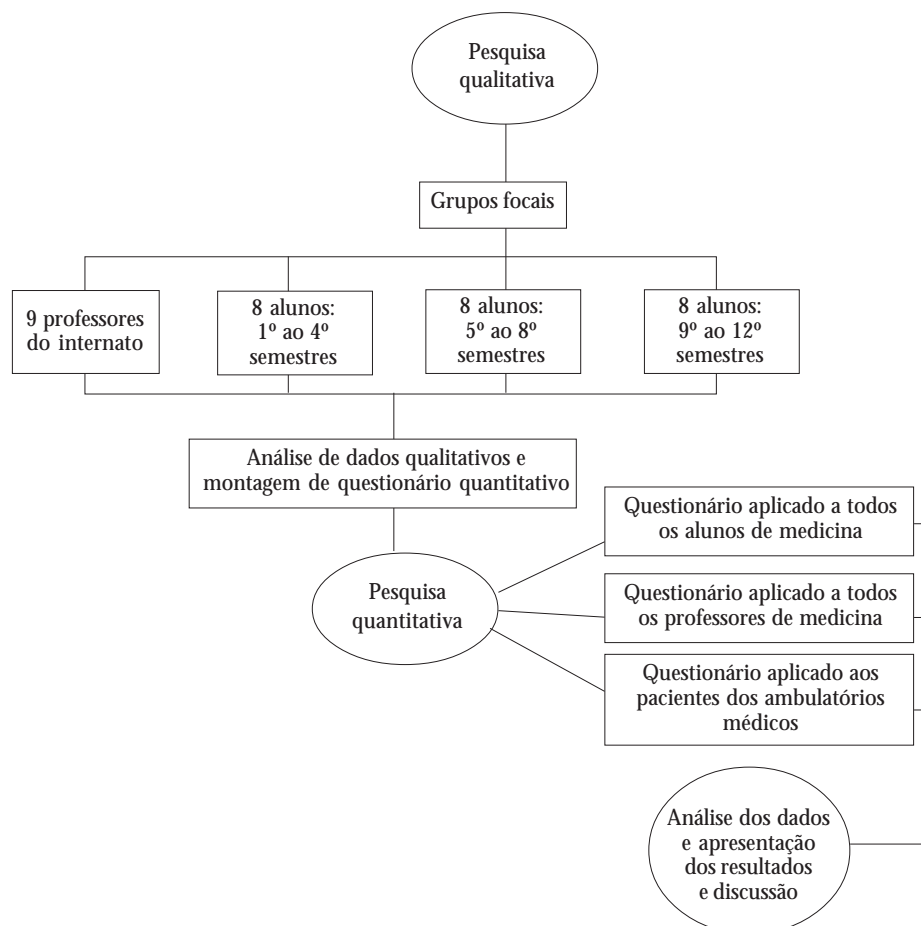 Pesquisa
qualitativa
Grupos focais
9 professores
do internato
8 alunos:
1º ao 4º
semestres
8 alunos:
5º ao 8º
semestres
8 alunos:
9º ao 12º
semestres
Análise de dados qualitativos e
montagem de questionário quantitativo
Pesquisa
quantitativa
Questionário aplicado a todos
os alunos de medicina
Questionário aplicado a todos
os professores de medicina
Questionário aplicado aos
pacientes dos ambulatórios
médicos
Análise dos dados
e apresentação
dos resultados
e discussão